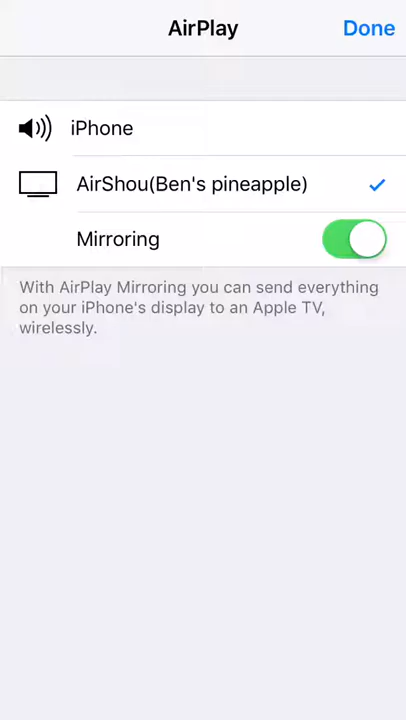 AirPlay
Done
iPhone
AirShou(Ben's pineapple)
Mirroring
With AirPlay Mirroring you can send everything
on your iPhone's display to an Apple TV,
wirelessly.